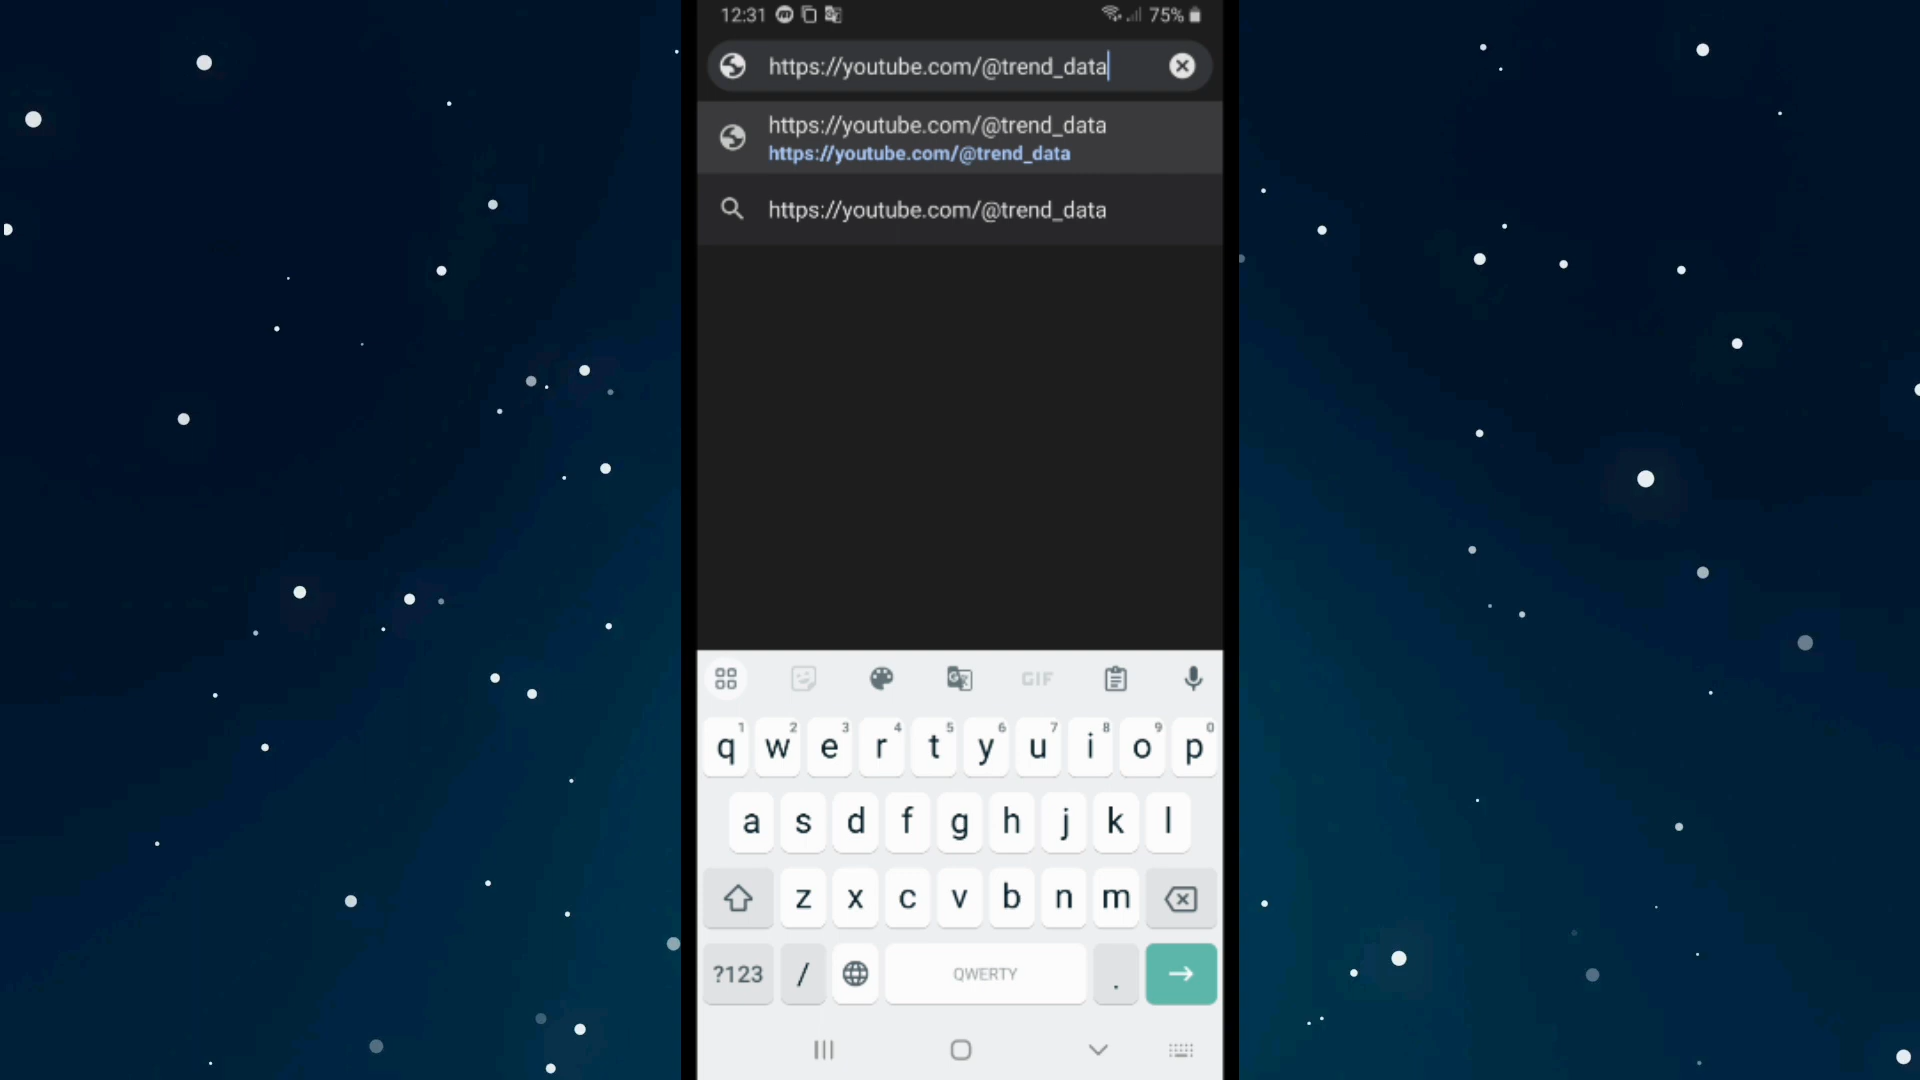 12:31 75%
https://youtube.com/@trend_data
https://youtube.com/@trend_data
https://youtube.com/@trend_data
https://youtube.com/@trend_data
GIF
1 2 3 4 5 6 7 8 9 0
q w e r t y u i o p
a s d f g h j k l
z x c v b n m
?123 / QWERTY .